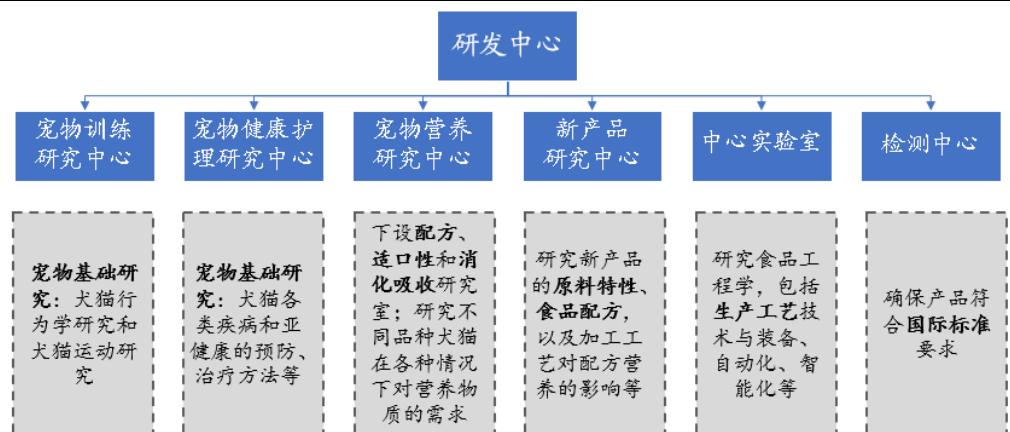 研发中心
宠物训练
研究中心
宠物健康护
理研究中心
宠物营养
研究中心
新产品
研究中心
中心实验室
检测中心
宠物基础研
究：犬猫行
为学研究和
犬猫运动研
究
宠物基础研
究：犬猫各
类疾病和亚
健康的预防、
治疗方法等
下设配方、
适口性和消
化吸收研究
室；研究不
同品种犬猫
在各种情况
下对营养物
质的需求
研究新产品
的原料特性、
食品配方，
以及加工工
艺对配方营
养的影响等
研究食品工
程学，包括
生产工艺技
术与装备、
自动化、智
能化等
确保产品符
合国际标准
要求